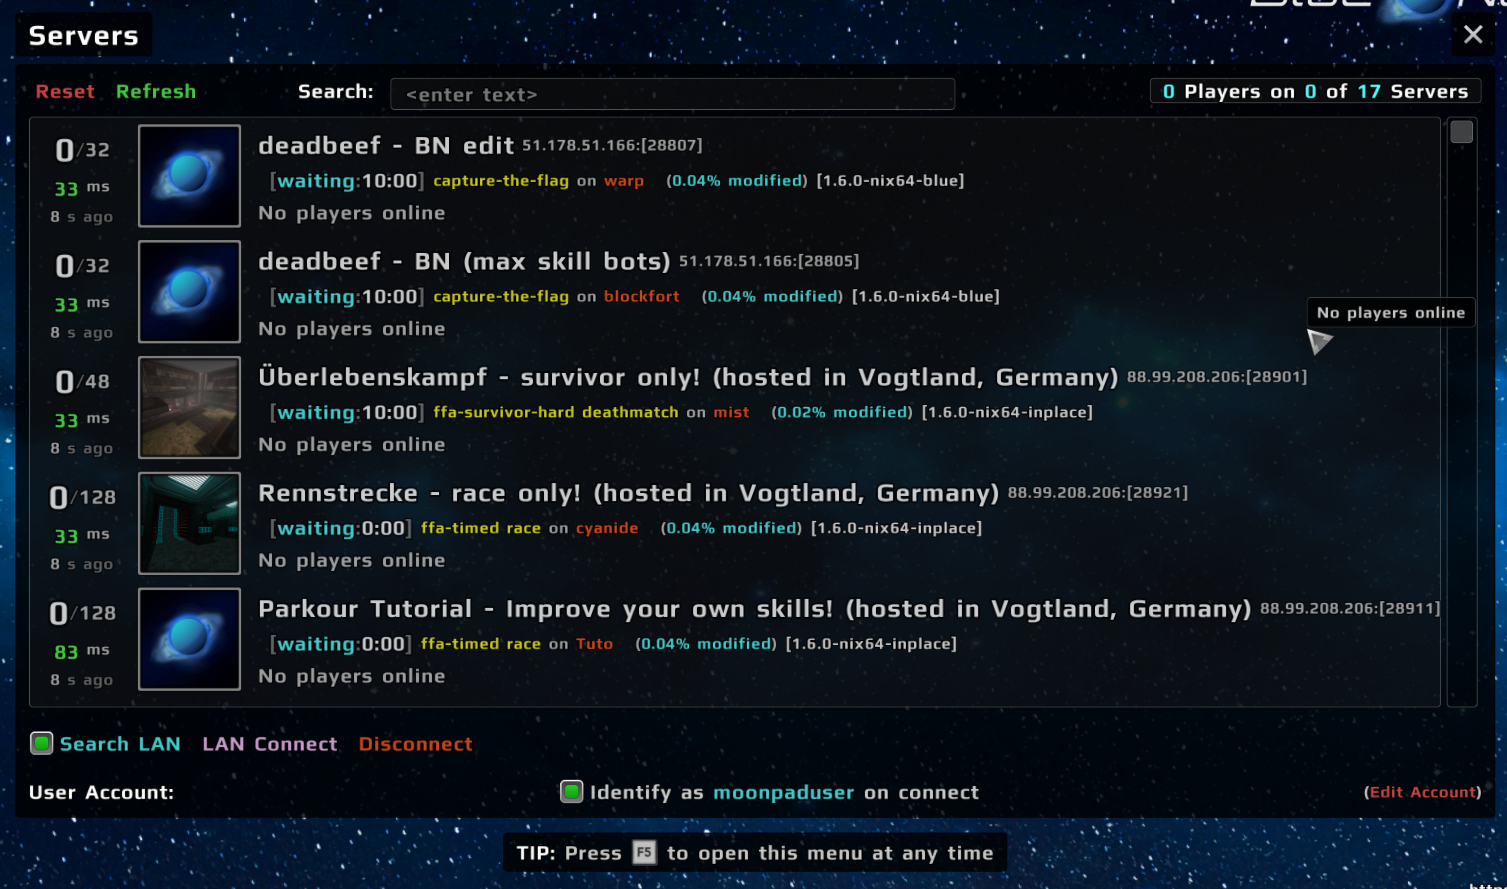 Servers
Reset Refresh Search: <enter text> 0 Players on 0 of 17 Servers
0/32 deadbeef - BN edit 51.178.51.166:[28807]
33 ms [waiting:10:00] capture-the-flag on warp (0.04% modified) [1.6.0-nix64-blue]
8 s ago No players online
0/32 deadbeef - BN (max skill bots) 51.178.51.166:[28805]
33 ms [waiting:10:00] capture-the-flag on blockfort (0.04% modified) [1.6.0-nix64-blue]
No players online
8 s ago No players online
0/48 Überlebenskampf - survivor only! (hosted in Vogtland, Germany) 88.99.208.206:[28901]
33 ms [waiting:10:00] ffa-survivor-hard deathmatch on mist (0.02% modified) [1.6.0-nix64-inplace]
8 s ago No players online
0/128 Rennstrecke - race only! (hosted in Vogtland, Germany) 88.99.208.206:[28921]
33 ms [waiting:0:00] ffa-timed race on cyanide (0.04% modified) [1.6.0-nix64-inplace]
8 s ago No players online
0/128 Parkour Tutorial - Improve your own skills! (hosted in Vogtland, Germany) 88.99.208.206:[28911]
83 ms [waiting:0:00] ffa-timed race on Tuto (0.04% modified) [1.6.0-nix64-inplace]
8 s ago No players online
Search LAN LAN Connect Disconnect
User Account: Identify as moonpaduser on connect (Edit Account)
TIP: Press F5 to open this menu at any time